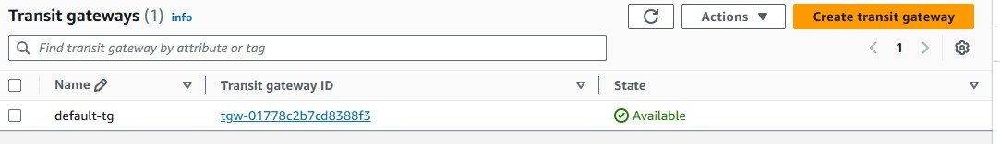 Transit gateways (1) info
Actions
Create transit gateway
Find transit gateway by attribute or tag
1
Name Transit gateway ID State
default-tg tgw-01778c2b7cd8388f3 Available